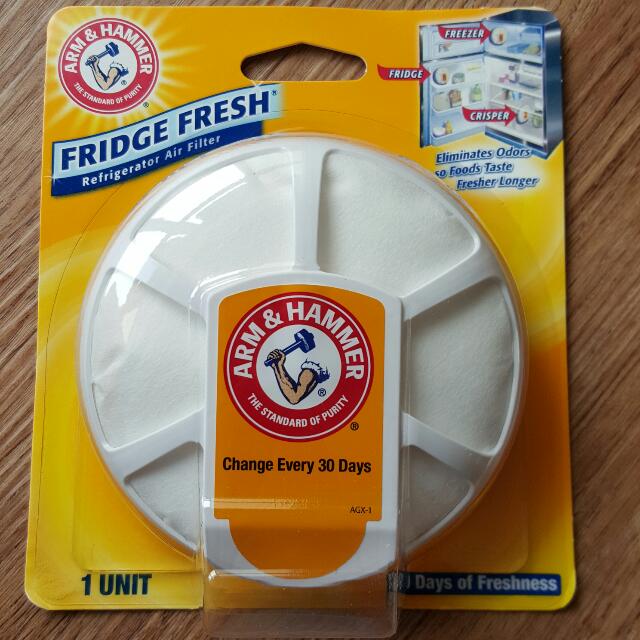 ARM & HAMMER
THE STANDARD OF PURITY
®
FRIDGE FRESH®
Refrigerator Air Filter
FREEZER
FRIDGE
CRISPER
Eliminates Odors
so Foods Taste
Fresher Longer
ARM & HAMMER
®
THE STANDARD OF PURITY
®
Change Every 30 Days
AGX-1
1 UNIT
Days of Freshness